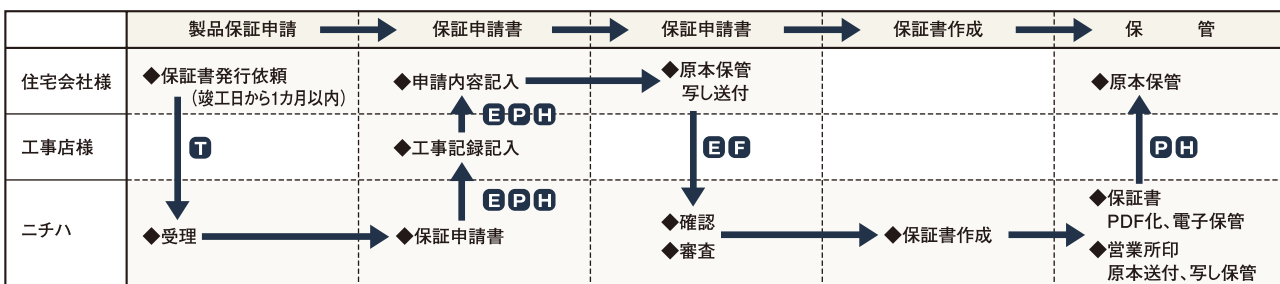 製品保証申請 保証申請書 保証申請書 保証書作成 保 管
住宅会社様
◆保証書発行依頼
(竣工日から1カ月以内)
◆申請内容記入
◆原本保管
写し送付
◆原本保管
E P H
工事店様
T
◆工事記録記入
E F
P H
E P H
ニチハ
◆受理
◆保証申請書
◆確認
◆審査
◆保証書作成
◆保証書
PDF化、電子保管
◆営業所印
原本送付、写し保管